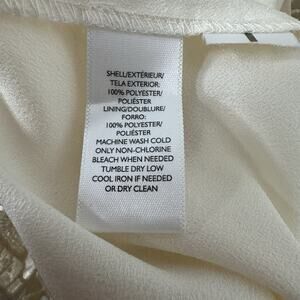 SHELL/EXTÉRIEUR/
TELA EXTERIOR:
100% POLYESTER/
POLIÉSTER
LINING/DOUBLURE/
FORRO:
100% POLYESTER/
POLIÉSTER
MACHINE WASH COLD
ONLY NON-CHLORINE
BLEACH WHEN NEEDED
TUMBLE DRY LOW
COOL IRON IF NEEDED
OR DRY CLEAN